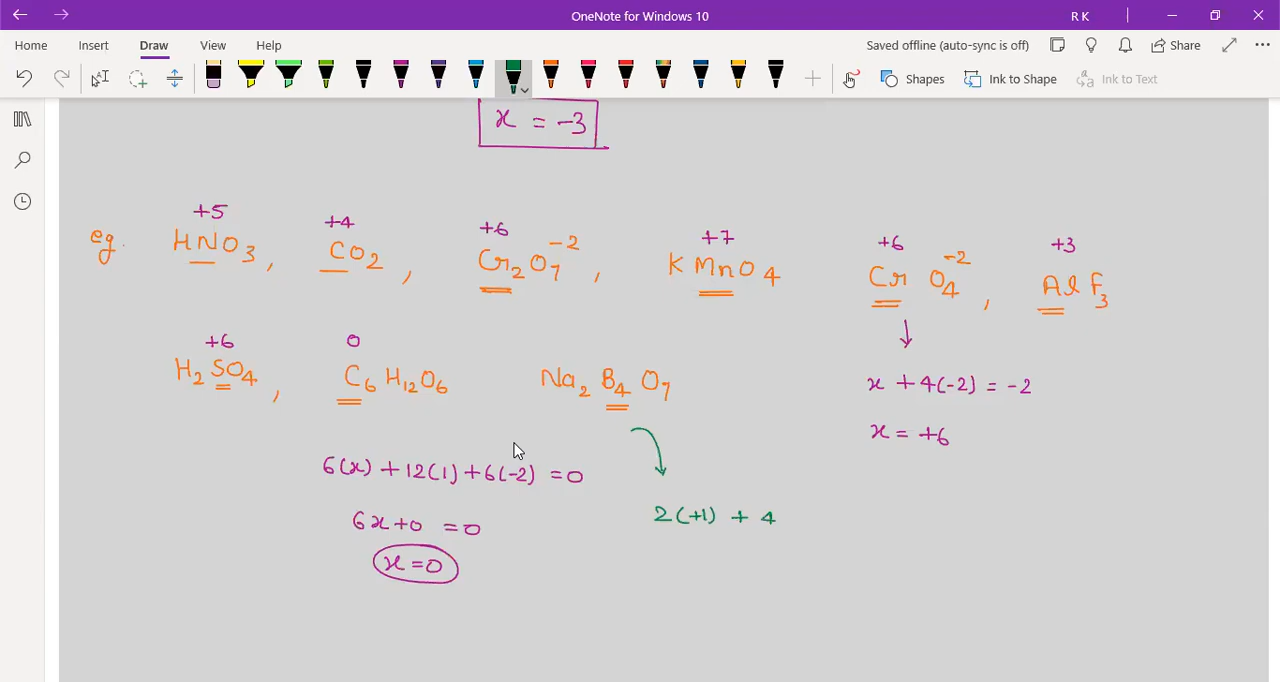 OneNote for Windows 10
R K
Home Insert Draw View Help
Saved offline (auto-sync is off) Share
Shapes Ink to Shape Ink to Text
x = -3
+5 +4 +6 +7 +6 +3
eg. HNO3, CO2, Cr2O7^-2, KMnO4 CrO4^-2, AlF3
+6 0
H2SO4, C6H12O6 Na2B4O7
x + 4(-2) = -2
x = +6
6(x) + 12(1) + 6(-2) = 0
2(+1) + 4
6x + 0 = 0
x = 0